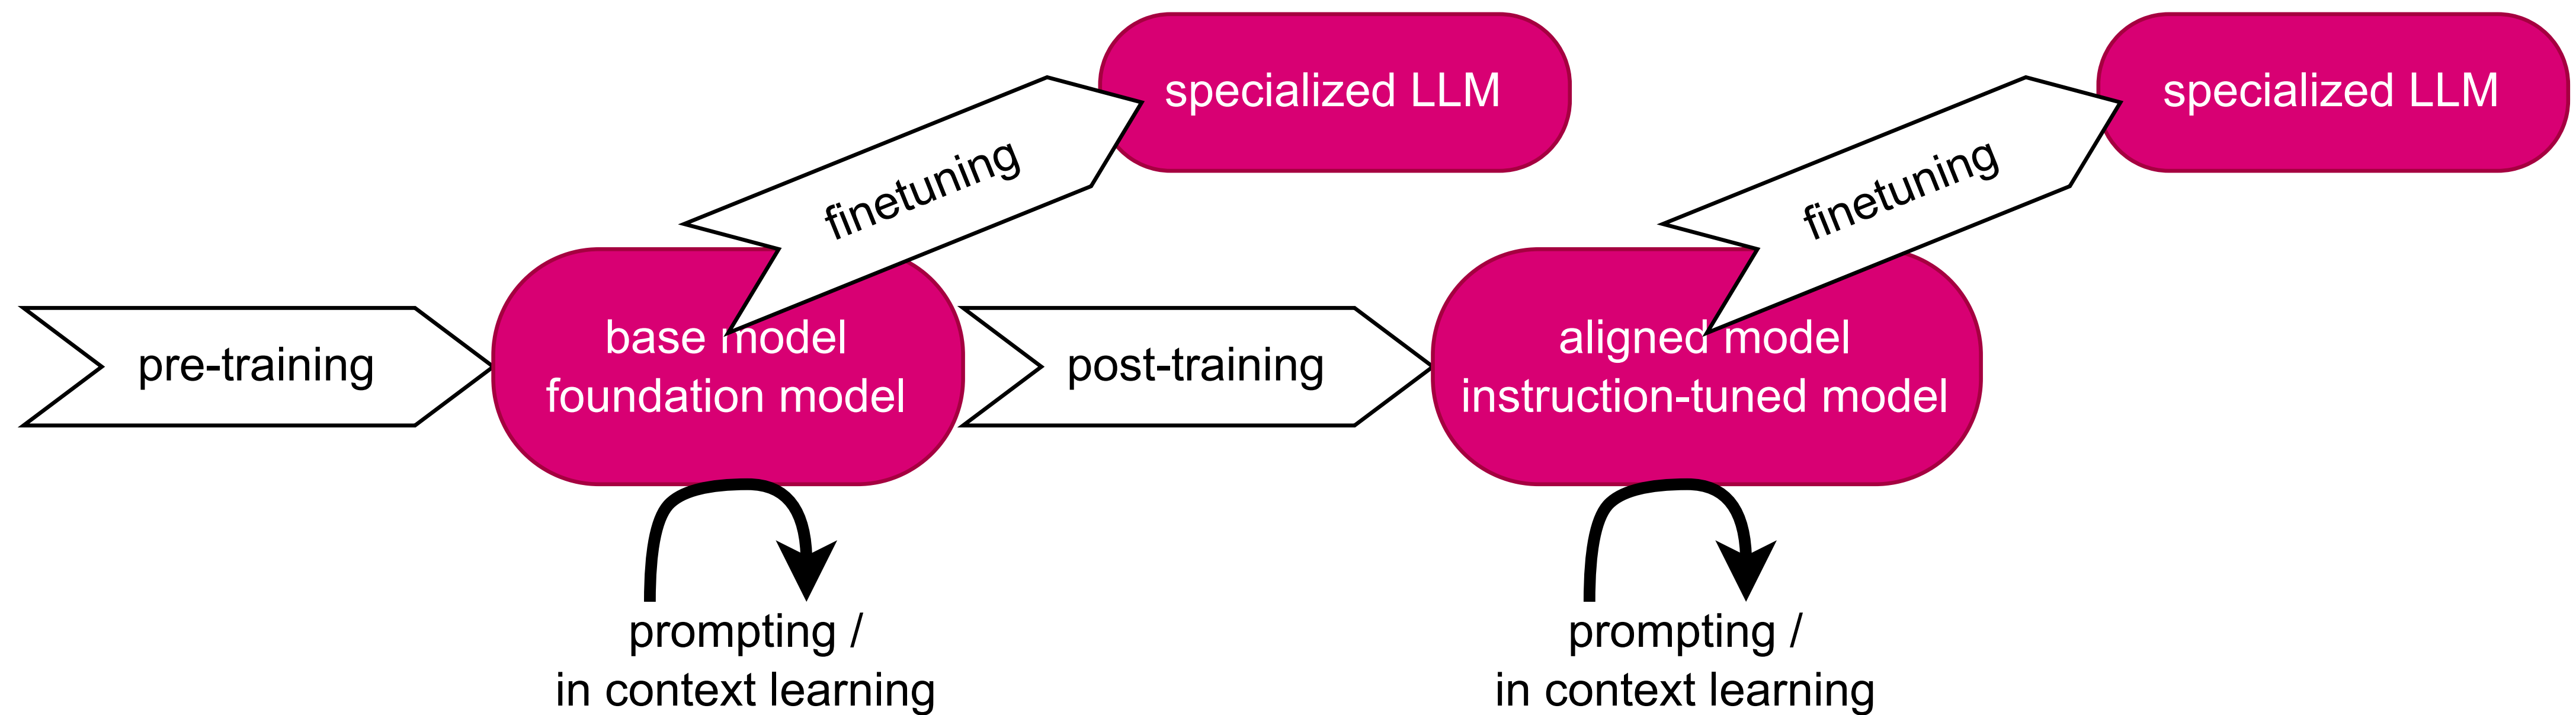 specialized LLM
specialized LLM
finetuning
finetuning
pre-training
base model
foundation model
post-training
aligned model
instruction-tuned model
prompting /
in context learning
prompting /
in context learning